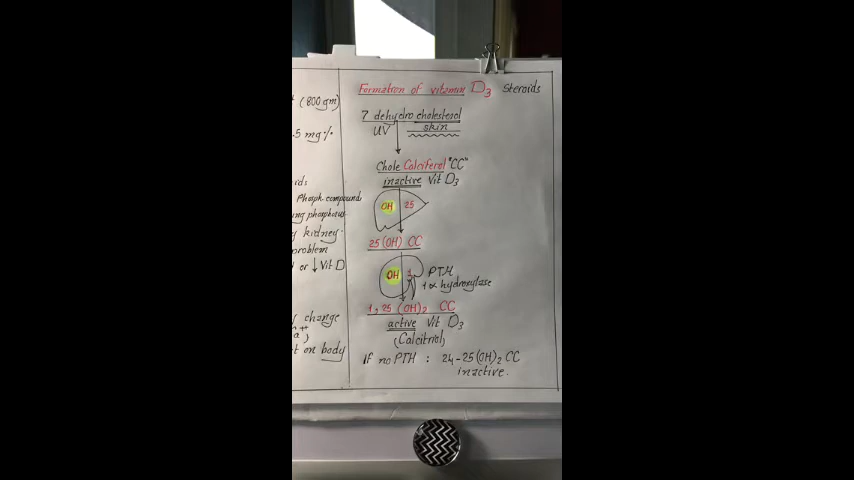 (800 gm)
.5 mg %
rd:
Phosph compound
ng phosphorus
y kidney.
problem
or ↓ Vit D
f change
a++)
t on body
Formation of vitamin D3 Steroids
7 dehydro cholesterol
UV skin
Chole Calciferol "CC"
inactive Vit D3
OH 25
25 (OH) CC
OH 1 PTH
1 α hydroxylase
1,25 (OH)2 CC
active Vit D3
(Calcitriol)
If no PTH : 24-25 (OH)2 CC
inactive.